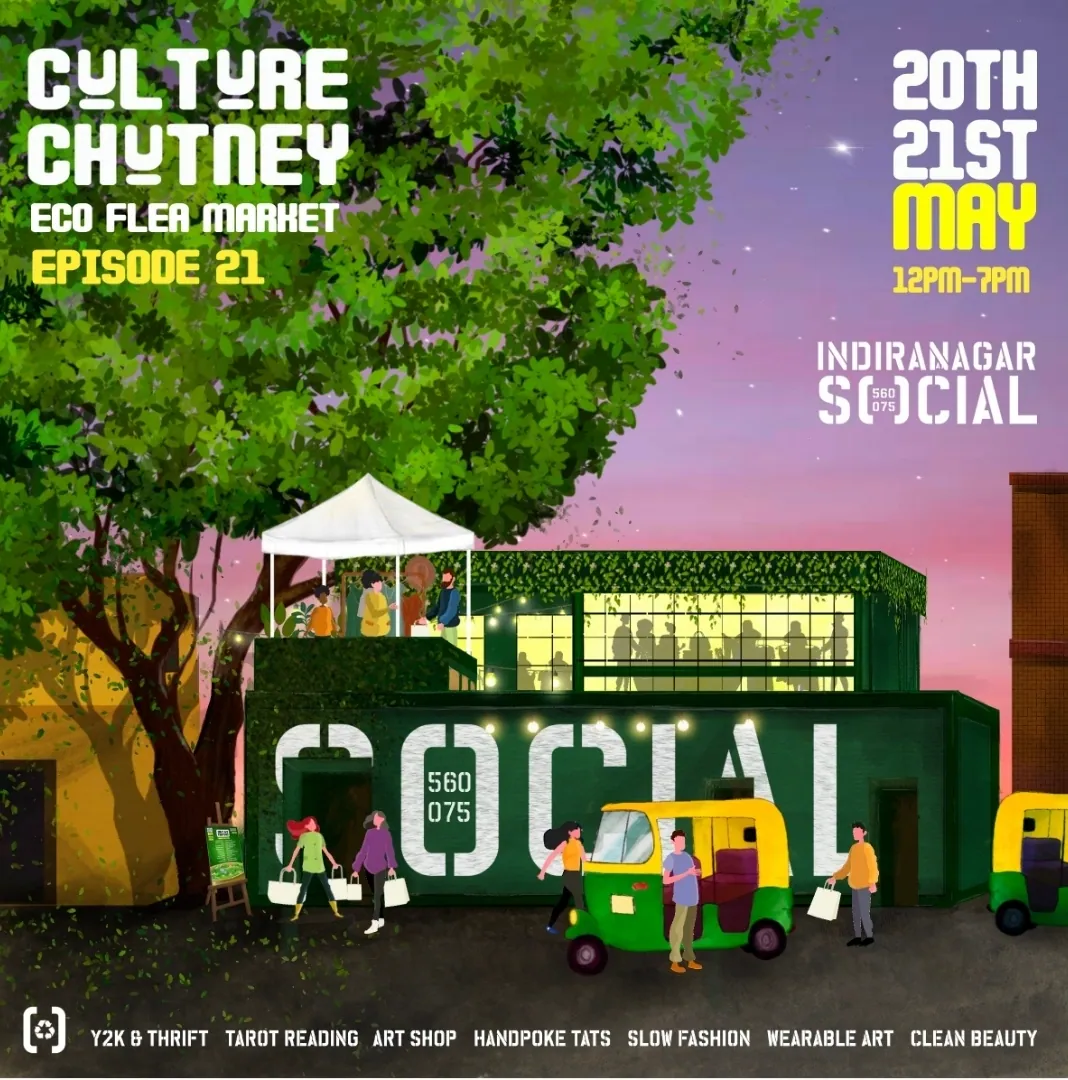 CULTURE
CHUTNEY
ECO FLEA MARKET
EPISODE 21
20TH
21ST
MAY
12PM-7PM
INDIRANAGAR
SOCIAL
560
075
SOCIAL
560
075
Y2K & THRIFT TAROT READING ART SHOP HANDPOKE TATS SLOW FASHION WEARABLE ART CLEAN BEAUTY